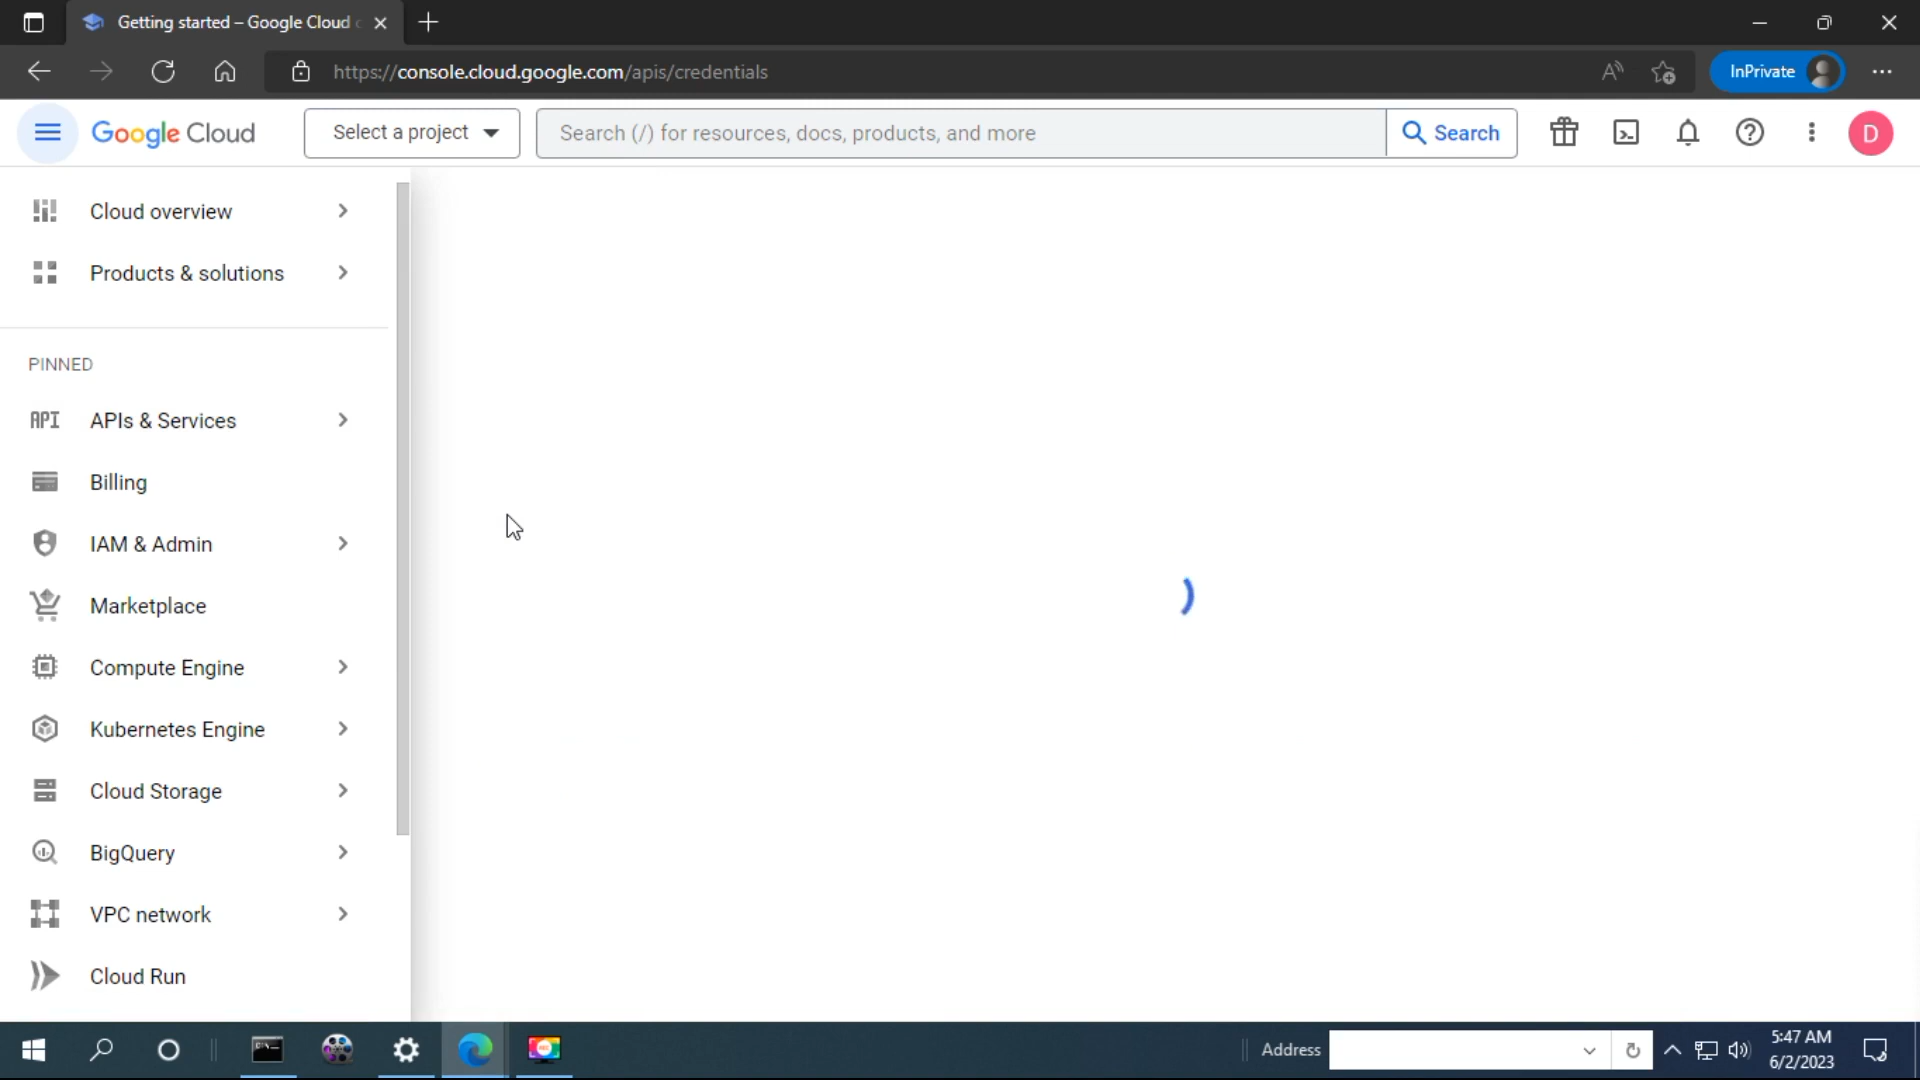 Getting started – Google Cloud c
https://console.cloud.google.com/apis/credentials
InPrivate
Google Cloud
Select a project
Search (/) for resources, docs, products, and more
Search
D
Cloud overview
Products & solutions
PINNED
API
APIs & Services
Billing
IAM & Admin
Marketplace
Compute Engine
Kubernetes Engine
Cloud Storage
BigQuery
VPC network
Cloud Run
Address
5:47 AM
6/2/2023